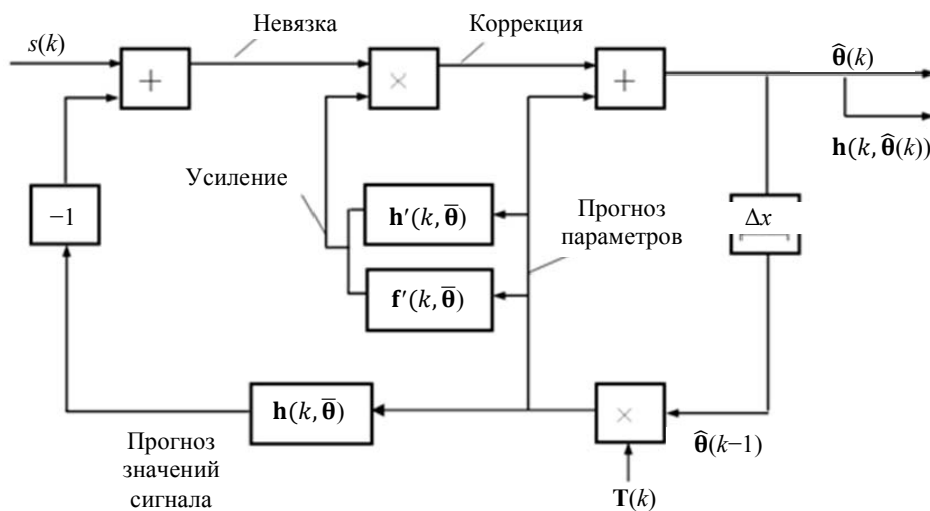 Невязка
Коррекция
s(k)
θ̂(k)
+
×
+
h(k, θ̂(k))
Усиление
−1
h′(k, θ̅)
Прогноз
параметров
Δx
f′(k, θ̅)
h(k, θ̅)
×
θ̂(k−1)
Прогноз
значений
сигнала
T(k)